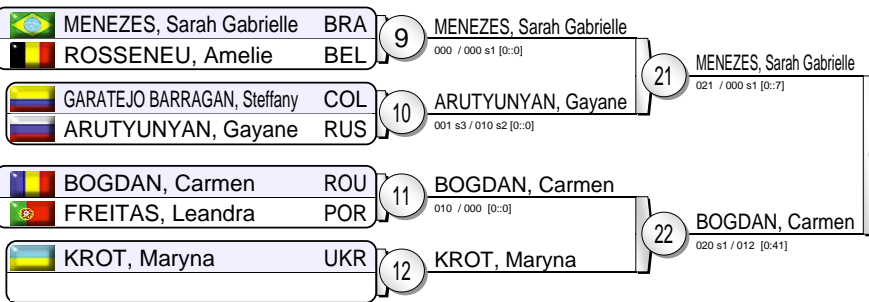 MENEZES, Sarah Gabrielle BRA
ROSSENEU, Amelie BEL
9
MENEZES, Sarah Gabrielle
000 / 000 s1 [0::0]
GARATEJO BARRAGAN, Steffany COL
ARUTYUNYAN, Gayane RUS
10
ARUTYUNYAN, Gayane
001 s3 / 010 s2 [0::0]
21
MENEZES, Sarah Gabrielle
021 / 000 s1 [0::7]
BOGDAN, Carmen ROU
FREITAS, Leandra POR
11
BOGDAN, Carmen
010 / 000 [0::0]
KROT, Maryna UKR
12
KROT, Maryna
22
BOGDAN, Carmen
020 s1 / 012 [0:41]